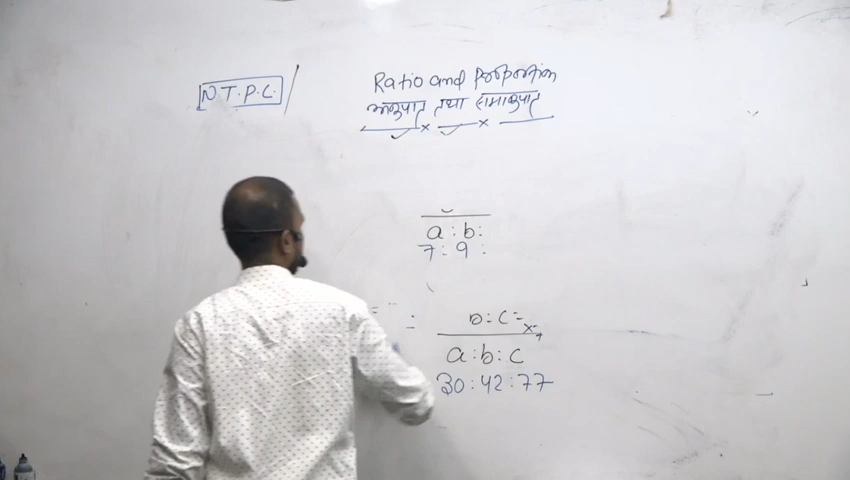 N.T.P.C.
Ratio and Proportion
अनुपात तथा समानुपात
a : b :
7 : 9 :
b : c =
a : b : c
30 : 42 : 77